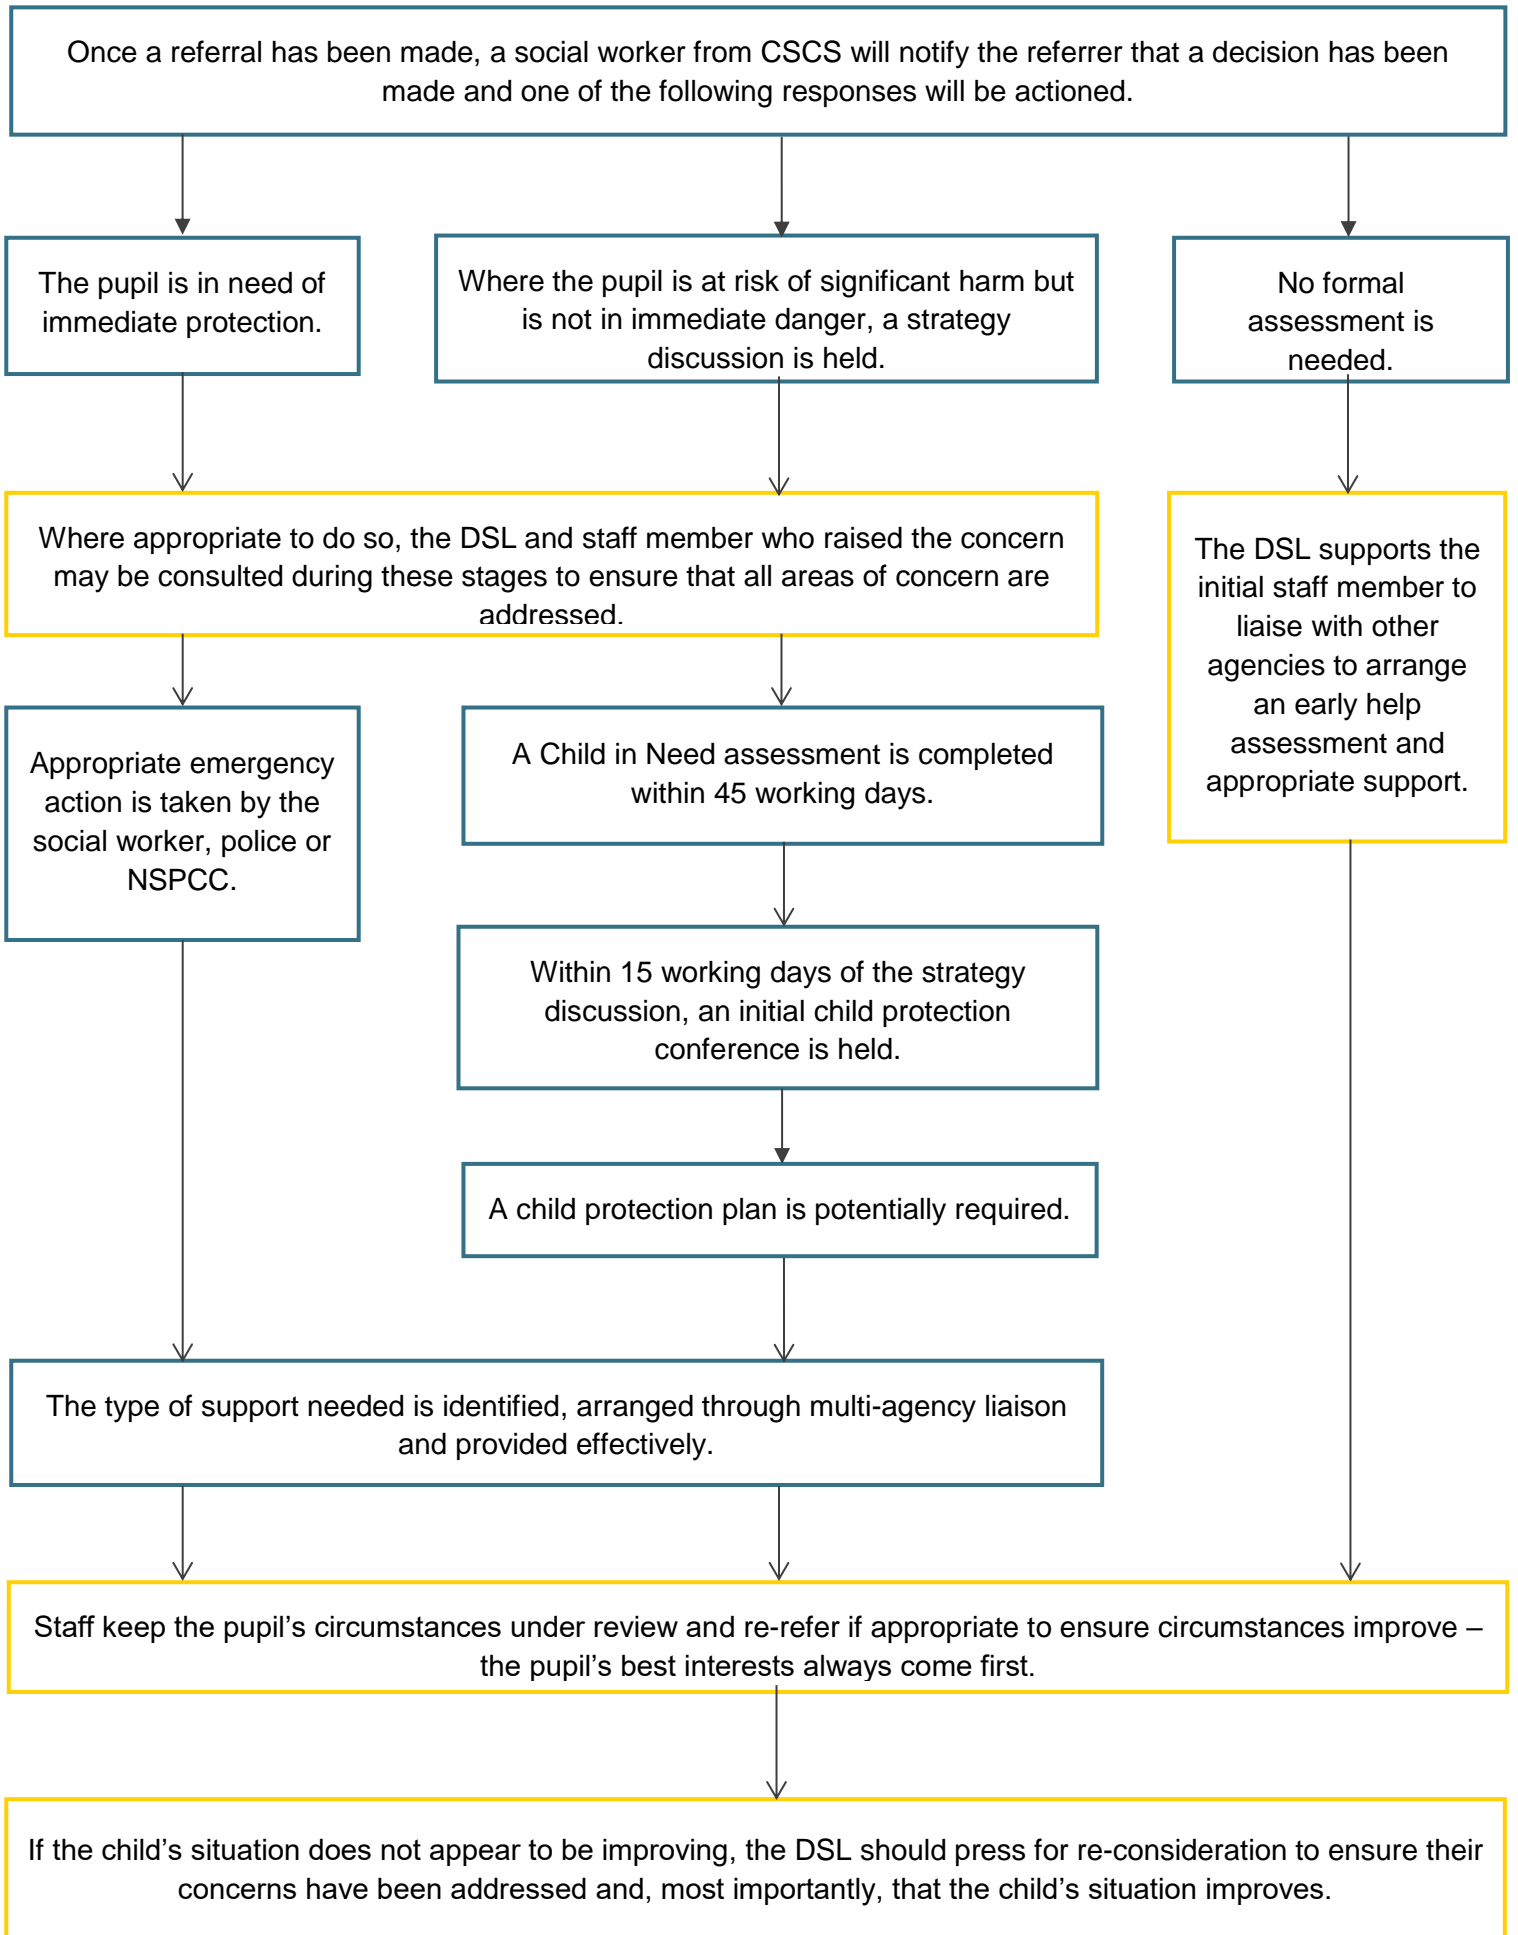 Once a referral has been made, a social worker from CSCS will notify the referrer that a decision has been
made and one of the following responses will be actioned.
The pupil is in need of
immediate protection.
Where the pupil is at risk of significant harm but
is not in immediate danger, a strategy
discussion is held.
No formal
assessment is
needed.
Where appropriate to do so, the DSL and staff member who raised the concern
may be consulted during these stages to ensure that all areas of concern are
addressed.
The DSL supports the
initial staff member to
liaise with other
agencies to arrange
an early help
assessment and
appropriate support.
Appropriate emergency
action is taken by the
social worker, police or
NSPCC.
A Child in Need assessment is completed
within 45 working days.
Within 15 working days of the strategy
discussion, an initial child protection
conference is held.
A child protection plan is potentially required.
The type of support needed is identified, arranged through multi-agency liaison
and provided effectively.
Staff keep the pupil’s circumstances under review and re-refer if appropriate to ensure circumstances improve –
the pupil’s best interests always come first.
If the child’s situation does not appear to be improving, the DSL should press for re-consideration to ensure their
concerns have been addressed and, most importantly, that the child’s situation improves.